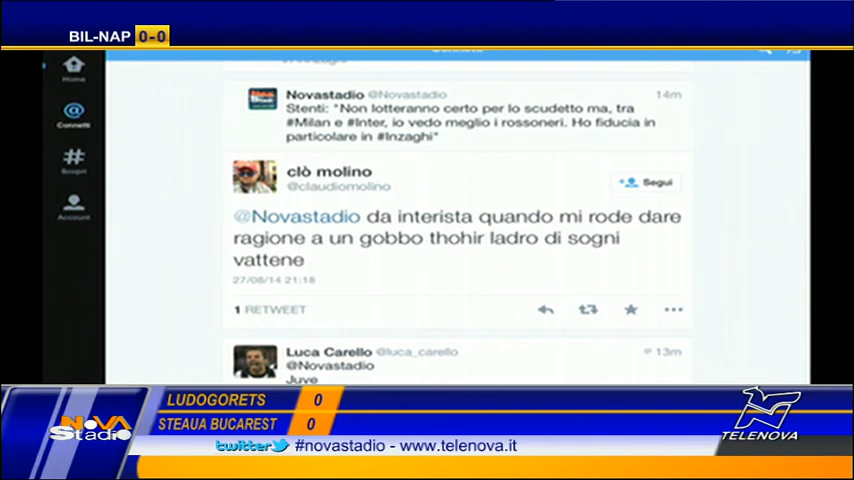 BIL-NAP 0-0
Home
Connetti
Scopri
Account
Novastadio @Novastadio 14m
Stenti: "Non lotteranno certo per lo scudetto ma, tra
#Milan e #Inter, io vedo meglio i rossoneri. Ho fiducia in
particolare in #Inzaghi"
clò molino
@claudiomolino
Segui
@Novastadio da interista quando mi rode dare
ragione a un gobbo thohir ladro di sogni
vattene
27/08/14 21:18
1 RETWEET
Luca Carello @luca_carello 13m
@Novastadio
Juve
LUDOGORETS 0
STEAUA BUCAREST 0
NOVA
Stadio
TELENOVA
twitter #novastadio - www.telenova.it